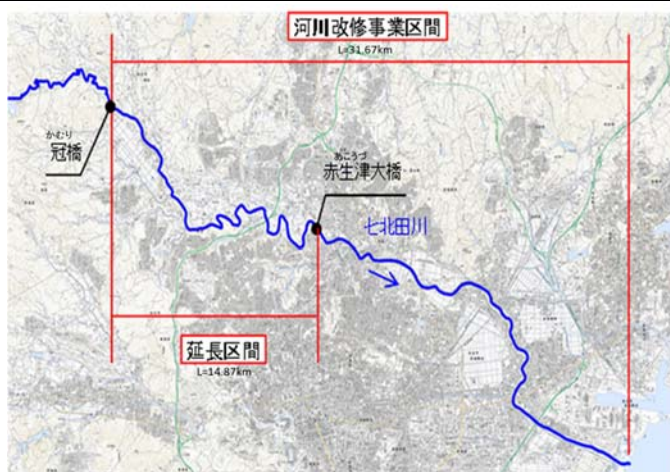 河川改修事業区間
L=31.67km
かむり
冠橋
あこうづ
赤生津大橋
七北田川
延長区間
L=14.87km